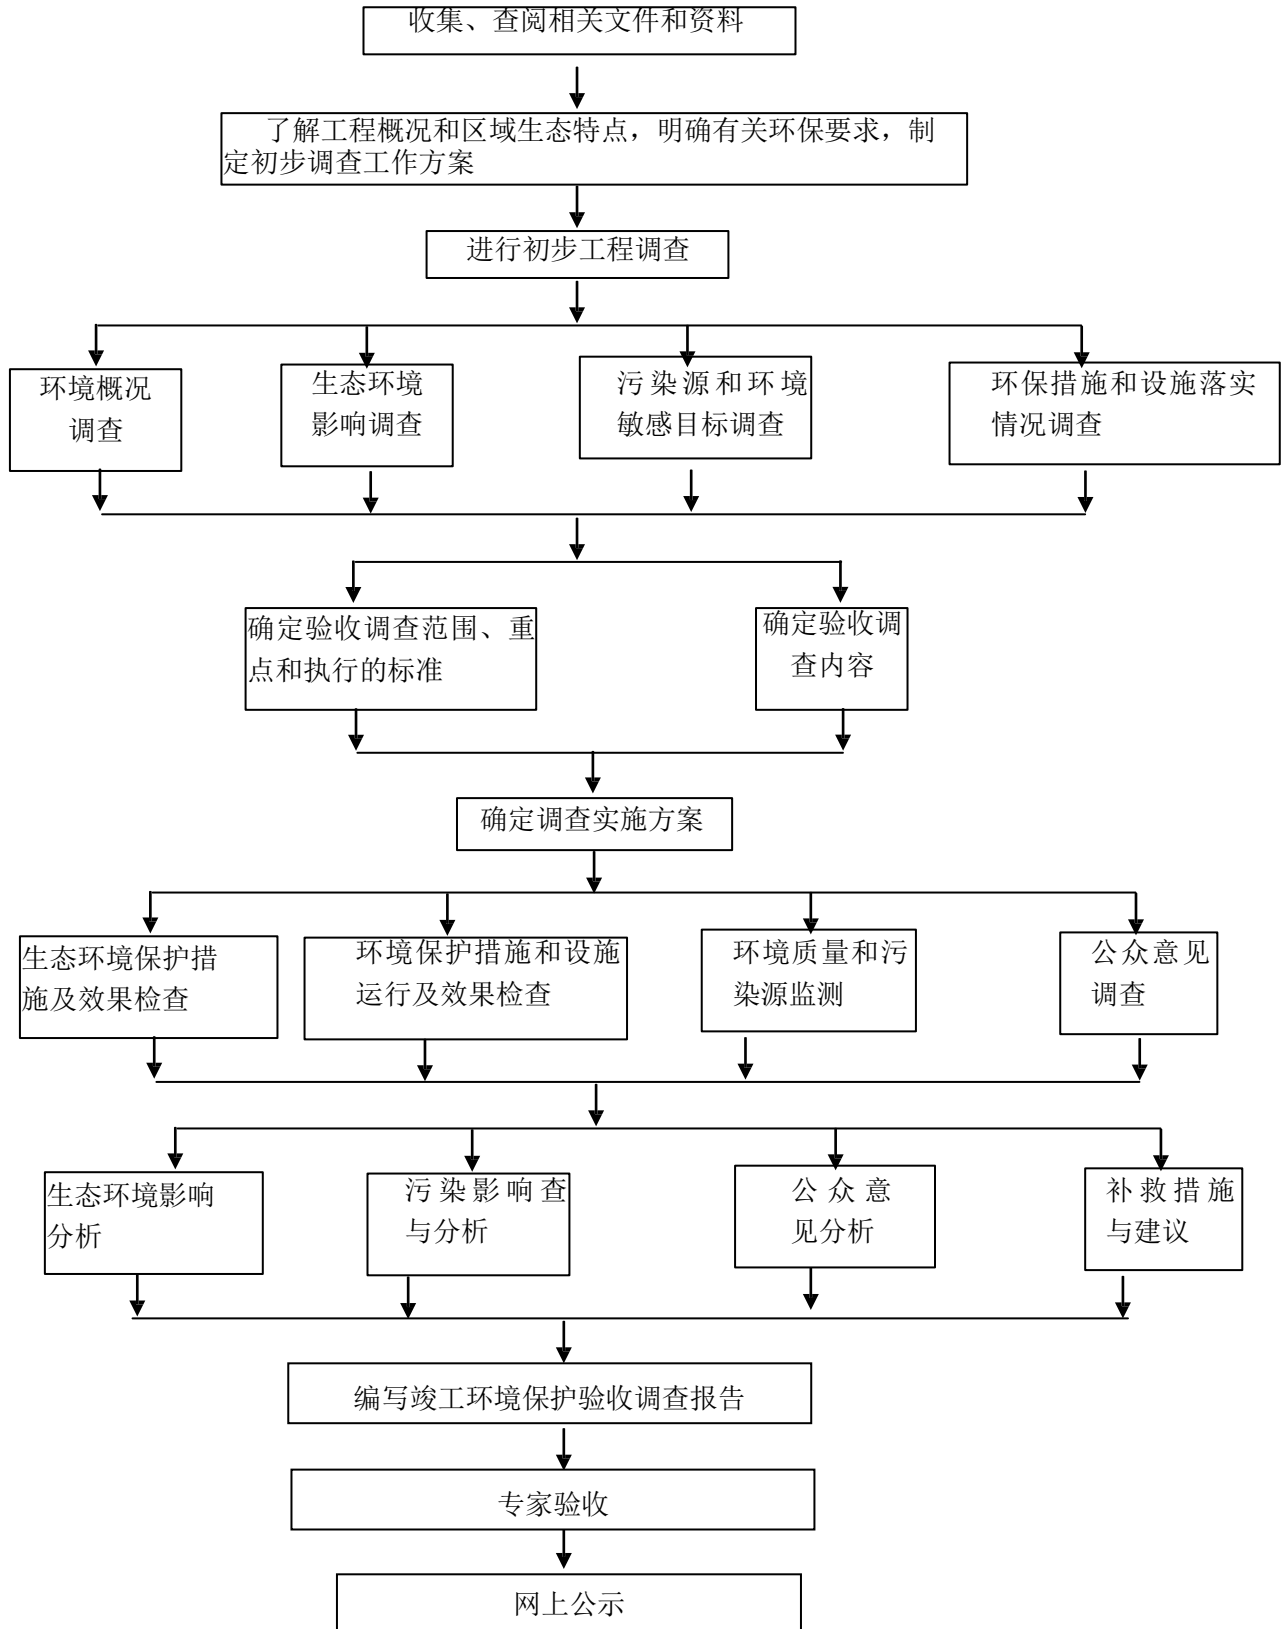 收集、查阅相关文件和资料
了解工程概况和区域生态特点，明确有关环保要求，制
定初步调查工作方案
进行初步工程调查
环境概况
调查
生态环境
影响调查
污染源和环境
敏感目标调查
环保措施和设施落实
情况调查
确定验收调查范围、重
点和执行的标准
确定验收调
查内容
确定调查实施方案
生态环境保护措
施及效果检查
环境保护措施和设施
运行及效果检查
环境质量和污
染源监测
公众意见
调查
生态环境影响
分析
污染影响查
与分析
公众意
见分析
补救措施
与建议
编写竣工环境保护验收调查报告
专家验收
网上公示